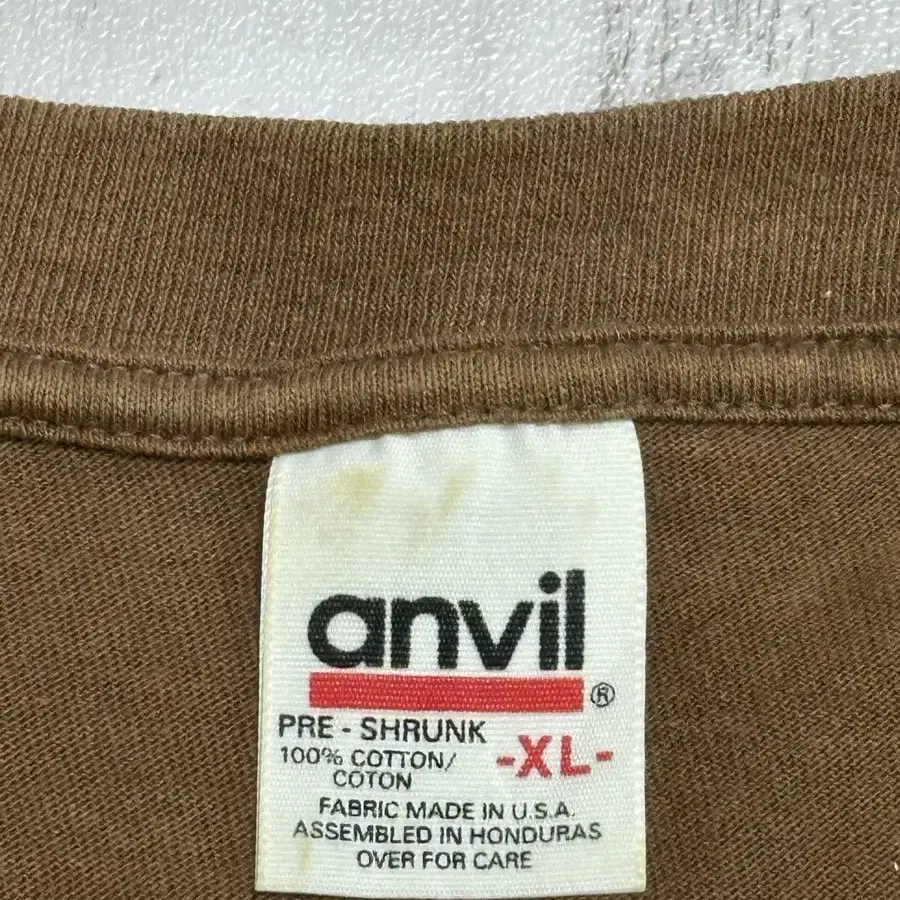 anvil®
PRE - SHRUNK
100% COTTON/
COTON
-XL-
FABRIC MADE IN U.S.A.
ASSEMBLED IN HONDURAS
OVER FOR CARE